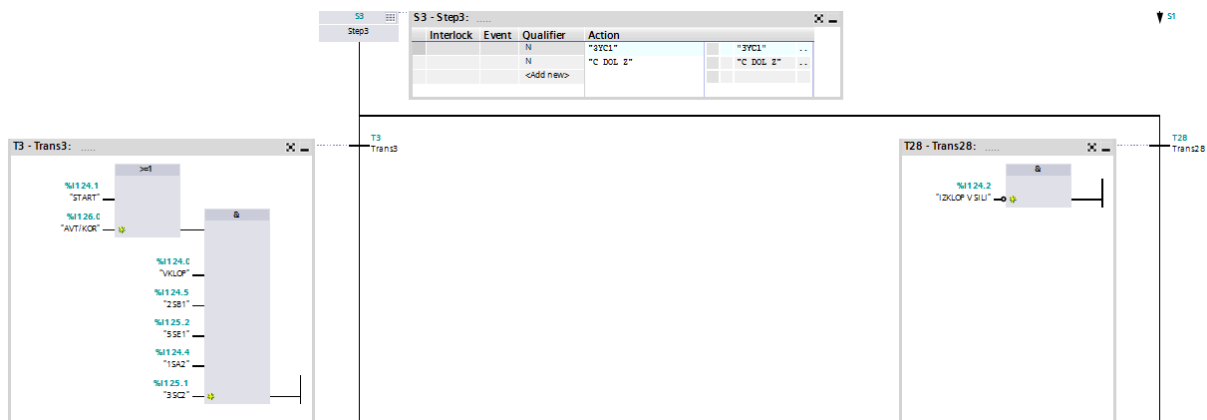 S3
Step3
S3 - Step3: .....
Interlock Event Qualifier Action
N "3YC1" "3YC1" ..
N "C DOL Z" "C DOL Z" ..
<Add new>
S1
T3 - Trans3: .....
T3
Trans3
>=1
%I124.1
"START"
%I126.0
"AVT/KOR"
&
%I124.0
"VKLOP"
%I124.5
"2SB1"
%I125.2
"5SE1"
%I124.4
"1SA2"
%I125.1
"3SC2"
T28 - Trans28: .....
T28
Trans28
&
%I124.2
"IZKLOP V SILI"